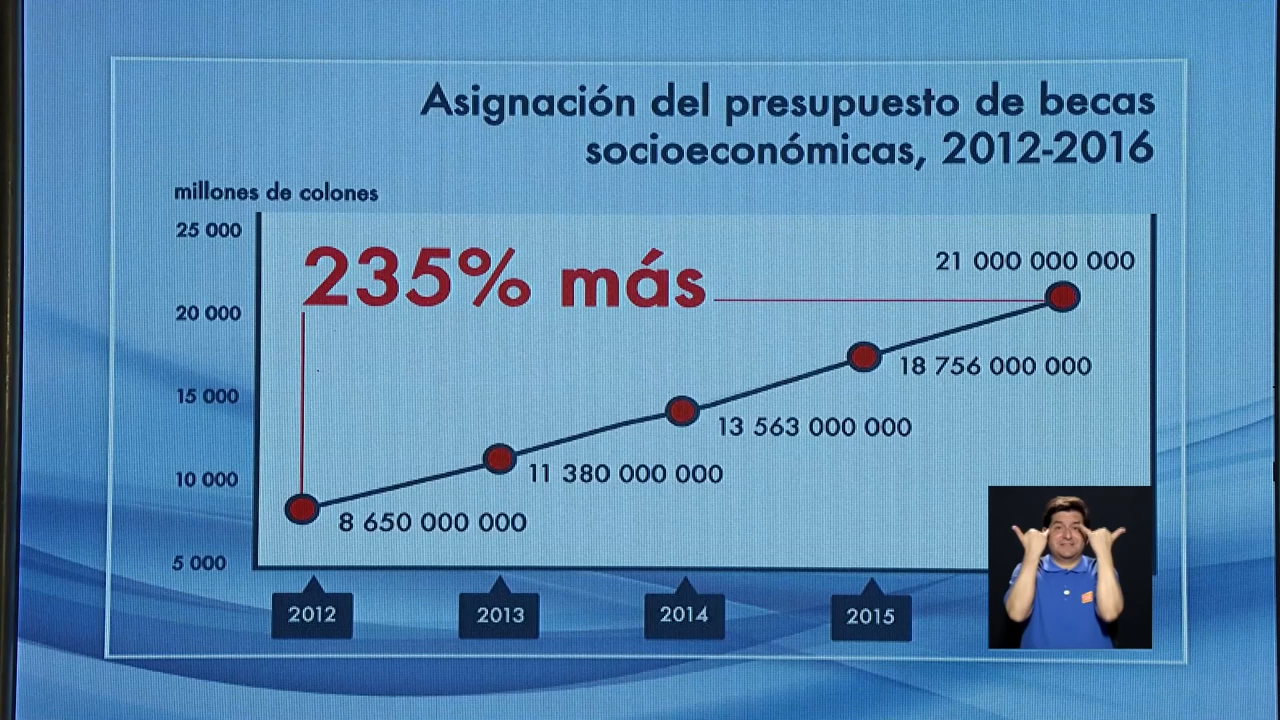 Asignación del presupuesto de becas
socioeconómicas, 2012-2016
millones de colones
25 000
20 000
15 000
10 000
5 000
235% más
21 000 000 000
18 756 000 000
13 563 000 000
11 380 000 000
8 650 000 000
2012
2013
2014
2015